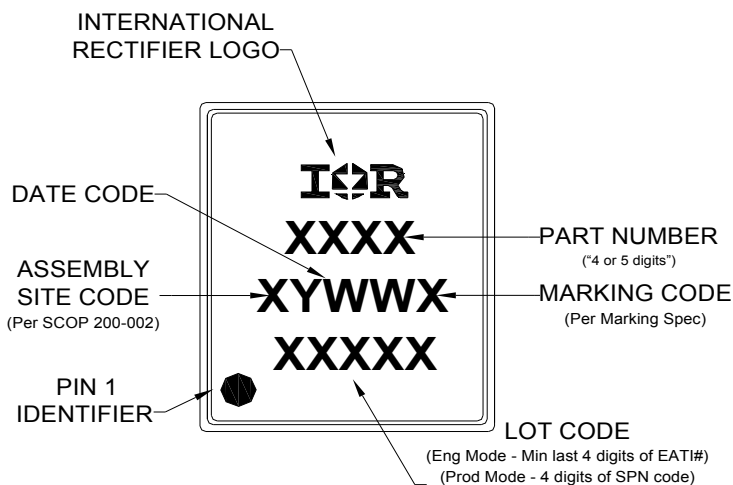 INTERNATIONAL
RECTIFIER LOGO
IOR
DATE CODE
XXXX
PART NUMBER
(“4 or 5 digits”)
ASSEMBLY
SITE CODE
(Per SCOP 200-002)
XYWWX
MARKING CODE
(Per Marking Spec)
XXXXX
PIN 1
IDENTIFIER
LOT CODE
(Eng Mode - Min last 4 digits of EATI#)
(Prod Mode - 4 digits of SPN code)